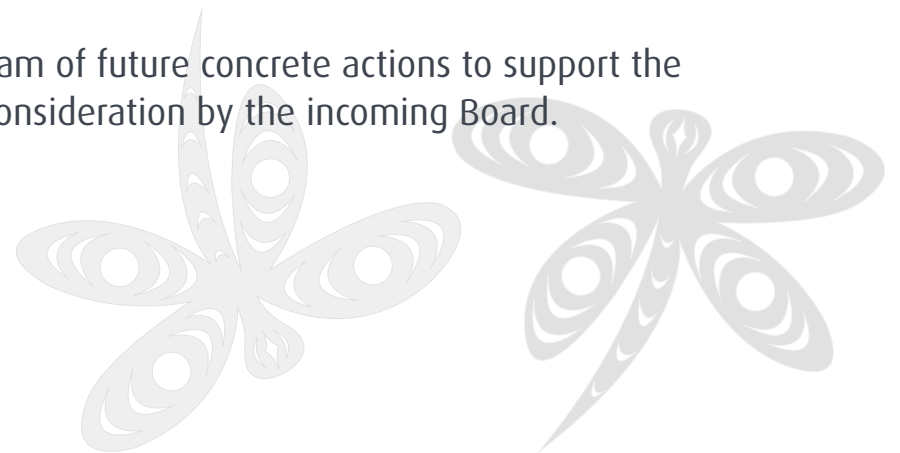 am of future concrete actions to support the
onsideration by the incoming Board.